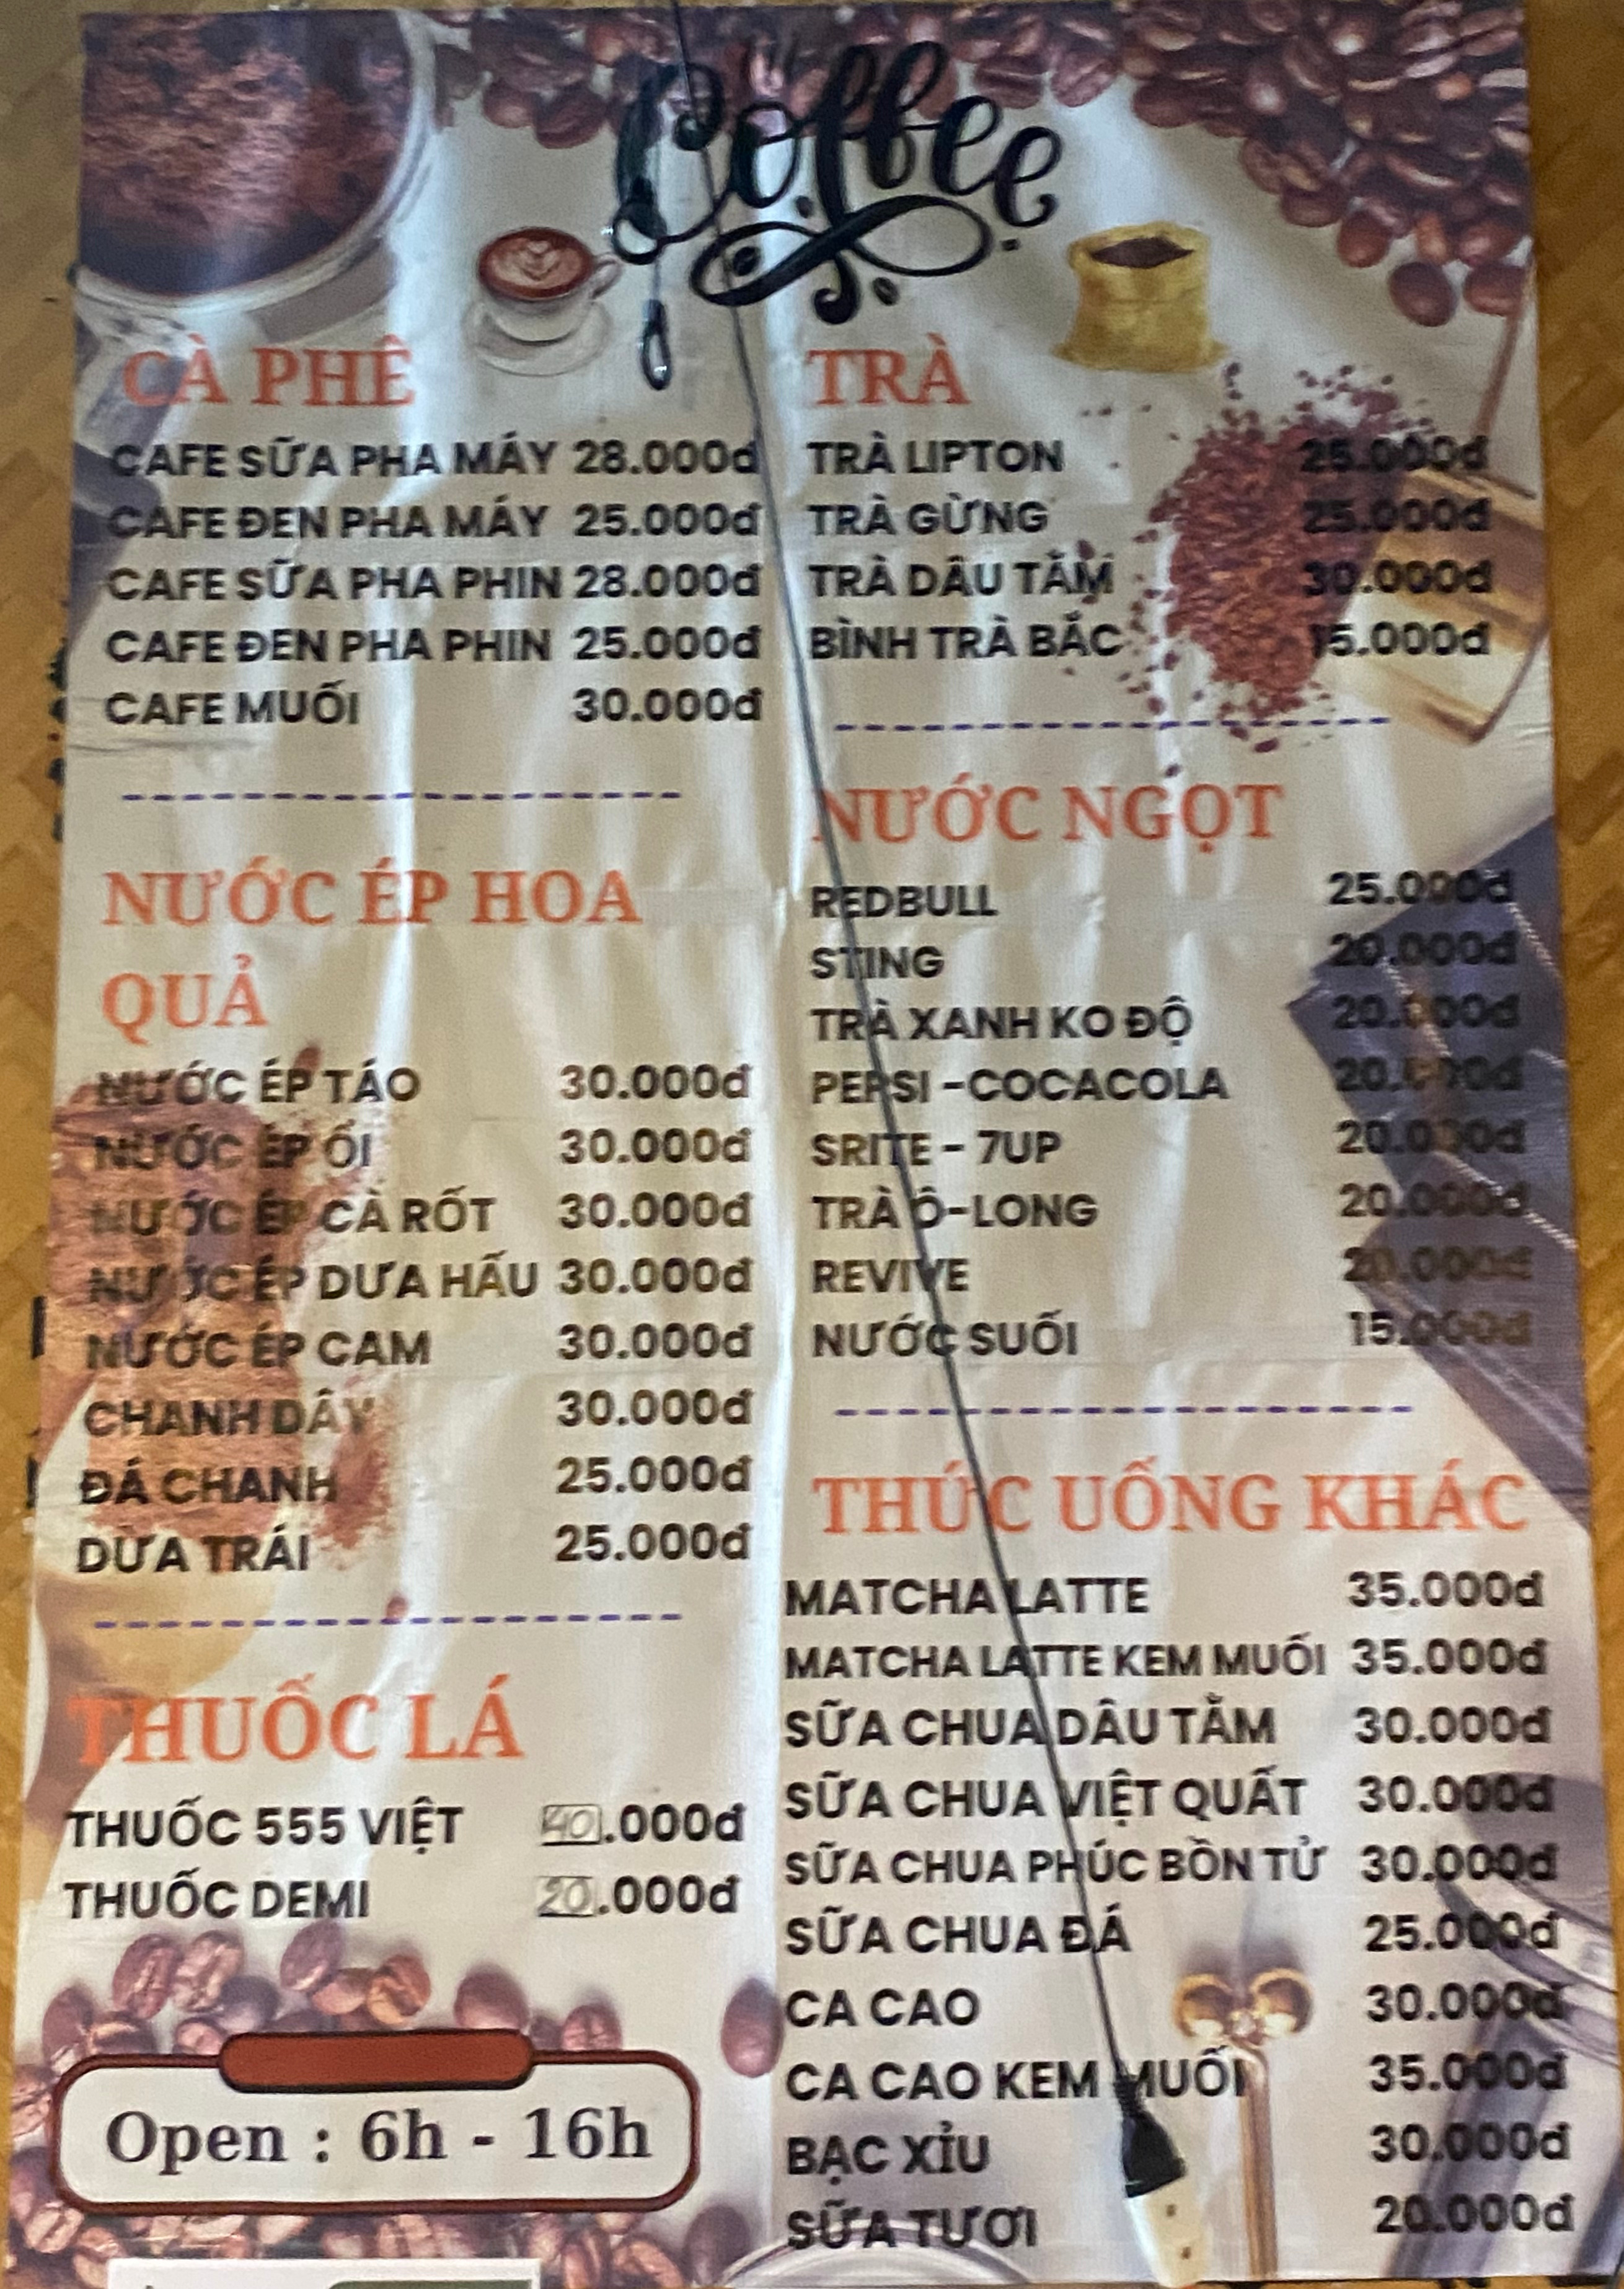 Coffee
CÀ PHÊ
CAFE SỮA PHA MÁY 28.000đ
CAFE ĐEN PHA MÁY 25.000đ
CAFE SỮA PHA PHIN 28.000đ
CAFE ĐEN PHA PHIN 25.000đ
CAFE MUỐI 30.000đ
NƯỚC ÉP HOA
QUẢ
NƯỚC ÉP TÁO 30.000đ
NƯỚC ÉP ỔI 30.000đ
NƯỚC ÉP CÀ RỐT 30.000đ
NƯỚC ÉP DƯA HẤU 30.000đ
NƯỚC ÉP CAM 30.000đ
CHANH DÂY 30.000đ
ĐÁ CHANH 25.000đ
DỪA TRÁI 25.000đ
THUỐC LÁ
THUỐC 555 VIỆT 40.000đ
THUỐC DEMI 20.000đ
Open : 6h - 16h
TRÀ
TRÀ LIPTON 25.000đ
TRÀ GỪNG 25.000đ
TRÀ DÂU TẰM 30.000đ
BÌNH TRÀ BẮC 15.000đ
NƯỚC NGỌT
REDBULL 25.000đ
STING 20.000đ
TRÀ XANH KO ĐỘ 20.000đ
PEPSI -COCACOLA 20.000đ
SRITE - 7UP 20.000đ
TRÀ Ô-LONG 20.000đ
REVIVE 20.000đ
NƯỚC SUỐI 15.000đ
THỨC UỐNG KHÁC
MATCHA LATTE 35.000đ
MATCHA LATTE KEM MUỐI 35.000đ
SỮA CHUA DÂU TẰM 30.000đ
SỮA CHUA VIỆT QUẤT 30.000đ
SỮA CHUA PHÚC BỒN TỬ 30.000đ
SỮA CHUA ĐÁ 25.000đ
CA CAO 30.000đ
CA CAO KEM MUỐI 35.000đ
BẠC XỈU 30.000đ
SỮA TƯƠI 20.000đ